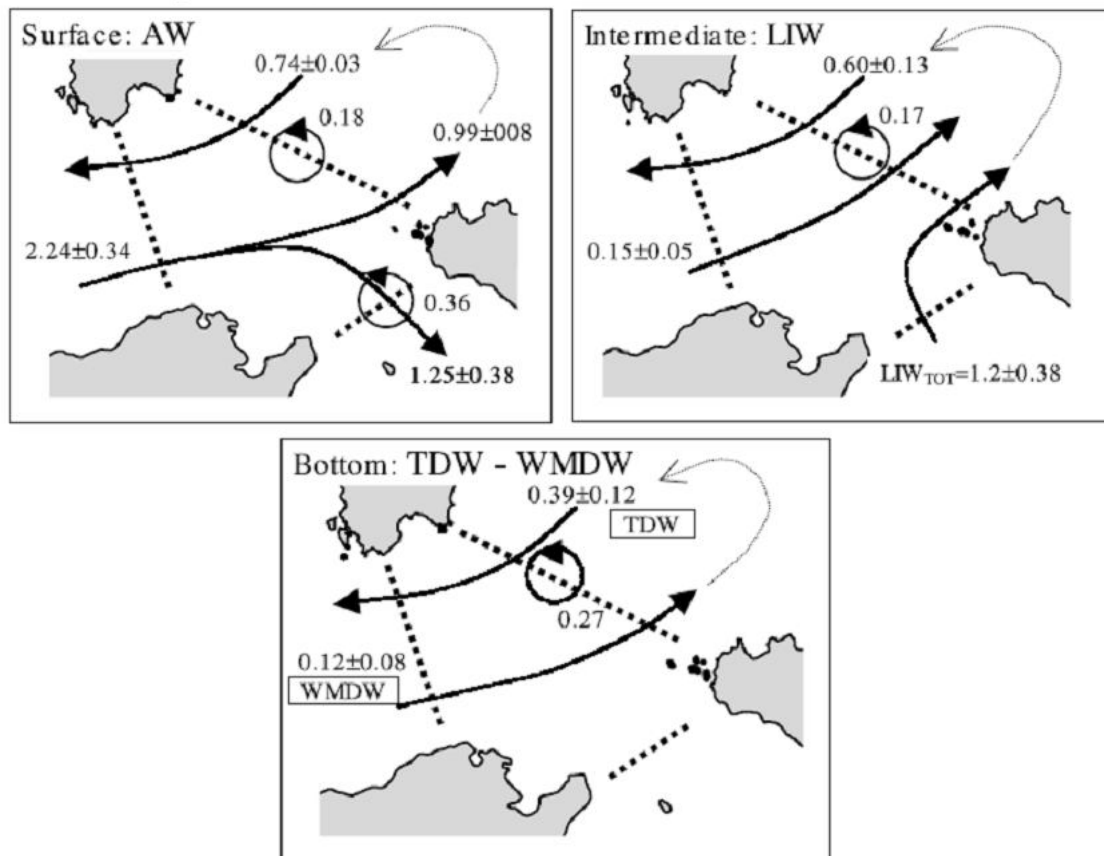 Surface: AW
0.74±0.03
0.18
0.99±008
2.24±0.34
0.36
1.25±0.38
Intermediate: LIW
0.60±0.13
0.17
0.15±0.05
LIW_TOT=1.2±0.38
Bottom: TDW - WMDW
0.39±0.12
TDW
0.27
0.12±0.08
WMDW